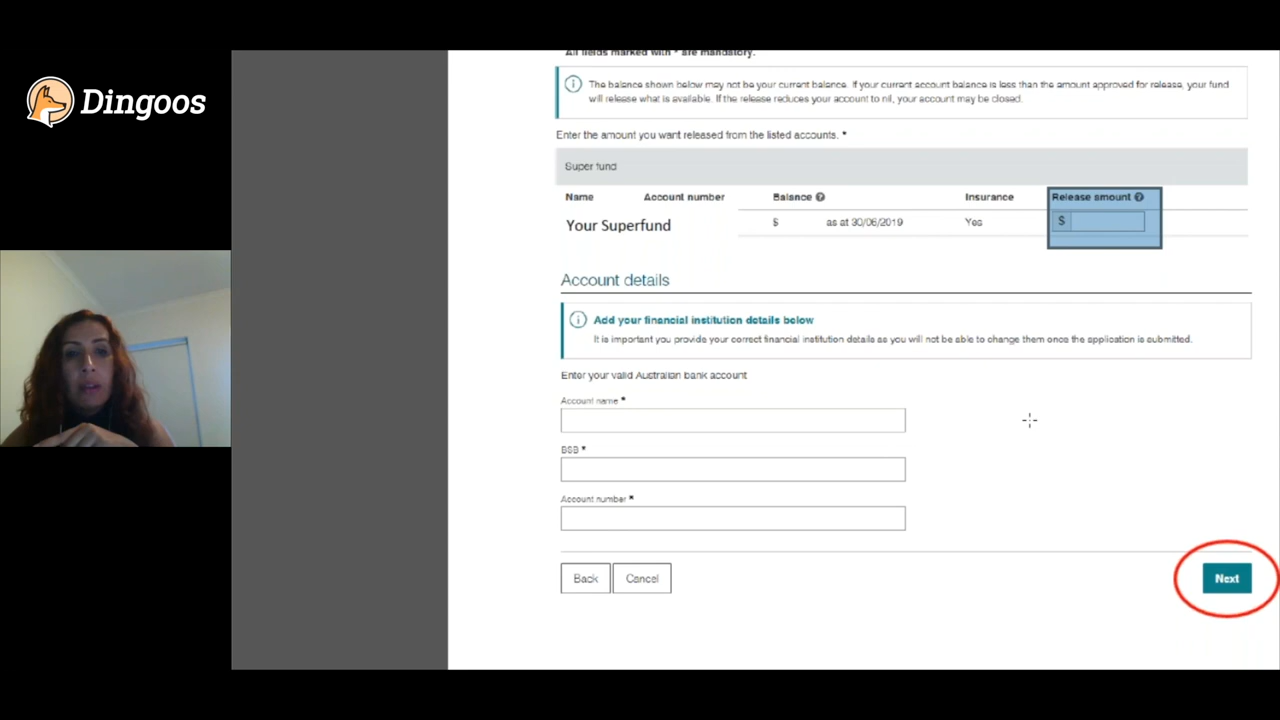 Dingoos
All fields marked with * are mandatory.
The balance shown below may not be your current balance. If your current account balance is less than the amount approved for release, your fund
will release what is available. If the release reduces your account to nil, your account may be closed.
Enter the amount you want released from the listed accounts. *
Super fund
Name Account number Balance Insurance Release amount
Your Superfund $ as at 30/06/2019 Yes $
Account details
Add your financial institution details below
It is important you provide your correct financial institution details as you will not be able to change them once the application is submitted.
Enter your valid Australian bank account
Account name *
BSB *
Account number *
Back Cancel Next